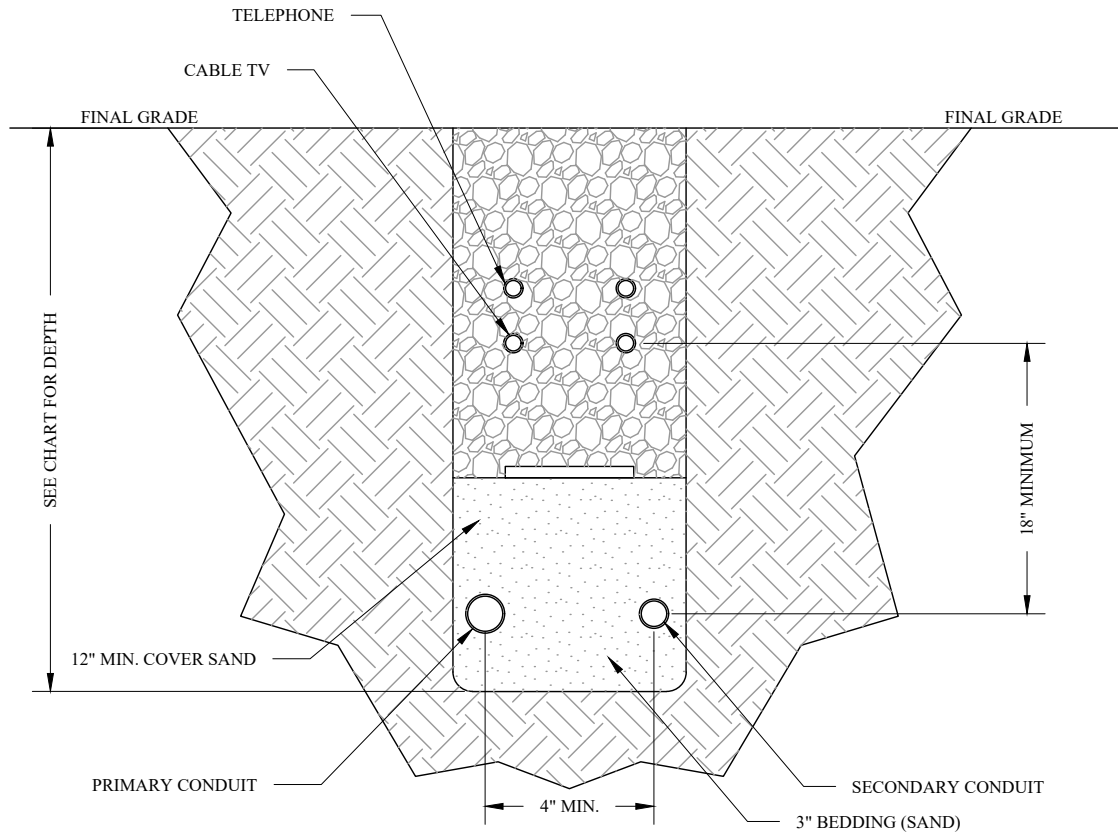 TELEPHONE
CABLE TV
FINAL GRADE
FINAL GRADE
SEE CHART FOR DEPTH
18" MINIMUM
12" MIN. COVER SAND
PRIMARY CONDUIT
SECONDARY CONDUIT
4" MIN.
3" BEDDING (SAND)